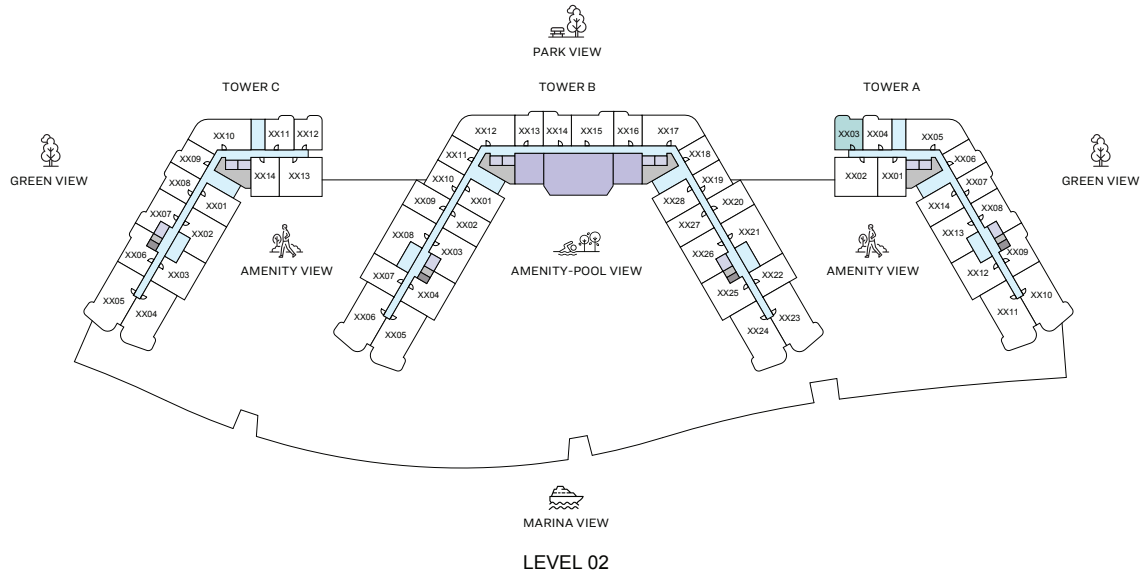 PARK VIEW
TOWER C
TOWER B
TOWER A
GREEN VIEW
GREEN VIEW
AMENITY VIEW
AMENITY-POOL VIEW
AMENITY VIEW
XX10
XX11
XX12
XX09
XX08
XX14
XX13
XX07
XX01
XX06
XX02
XX05
XX03
XX04
XX12
XX13
XX14
XX15
XX16
XX17
XX11
XX18
XX10
XX01
XX19
XX09
XX02
XX28
XX20
XX08
XX03
XX27
XX21
XX07
XX04
XX26
XX22
XX06
XX05
XX25
XX23
XX24
XX03
XX04
XX05
XX02
XX01
XX06
XX07
XX14
XX08
XX13
XX09
XX12
XX10
XX11
MARINA VIEW
LEVEL 02